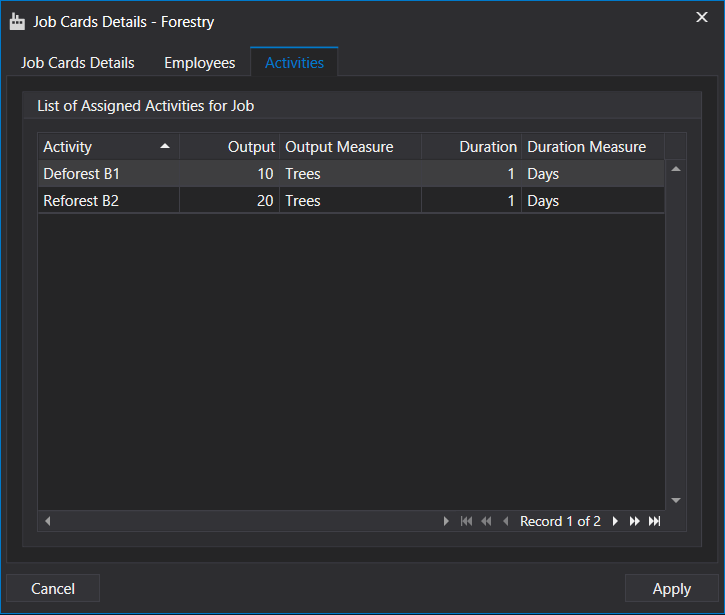 Job Cards Details - Forestry
Job Cards Details Employees Activities
List of Assigned Activities for Job
Activity Output Output Measure Duration Duration Measure
Deforest B1 10 Trees 1 Days
Reforest B2 20 Trees 1 Days
Record 1 of 2
Cancel Apply